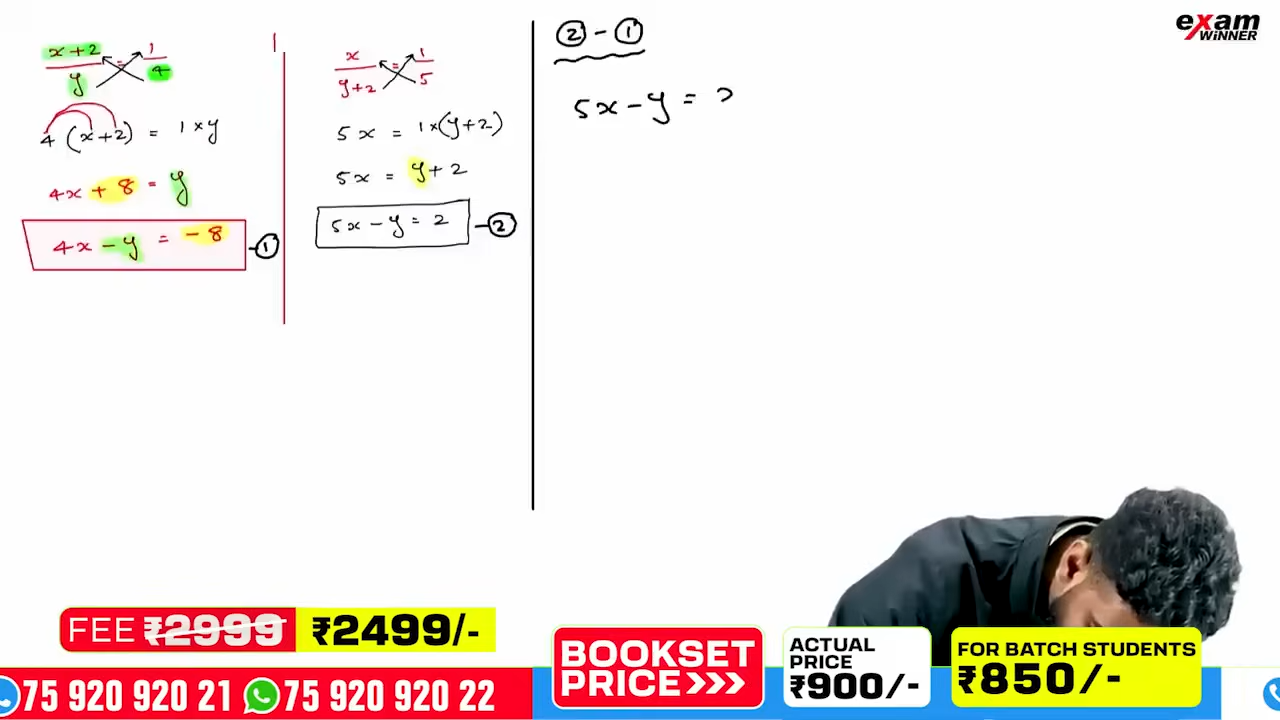 exam
WiNNER
x+2/y = 1/4
4 (x+2) = 1×y
4x + 8 = y
4x - y = -8 -①
x/y+2 = 1/5
5x = 1×(y+2)
5x = y+2
5x - y = 2 -②
② - ①
5x - y =
FEE ₹2999 ₹2499/-
75 920 920 21 75 920 920 22
BOOKSET
PRICE >>>
ACTUAL
PRICE
₹900/-
FOR BATCH STUDENTS
₹850/-